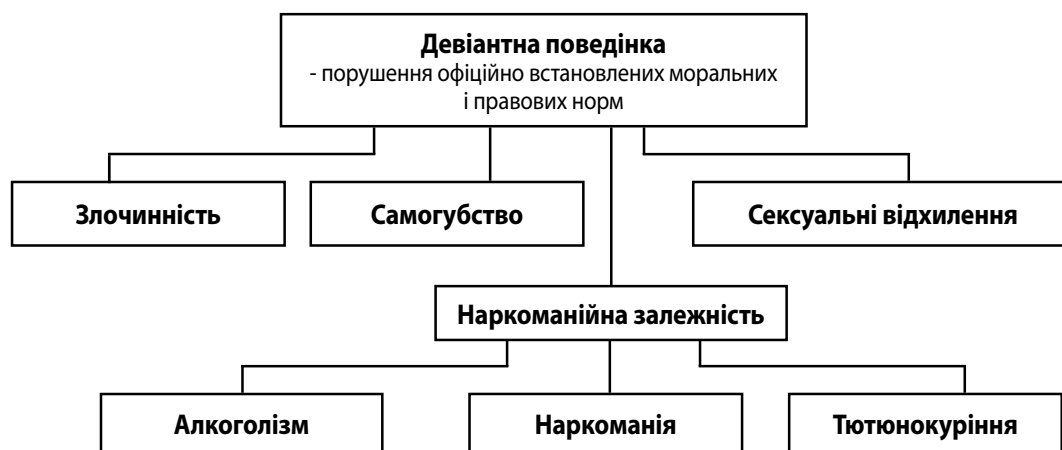 Девіантна поведінка
- порушення офіційно встановлених моральних
і правових норм
Злочинність
Самогубство
Сексуальні відхилення
Наркоманійна залежність
Алкоголізм
Наркоманія
Тютюнокуріння